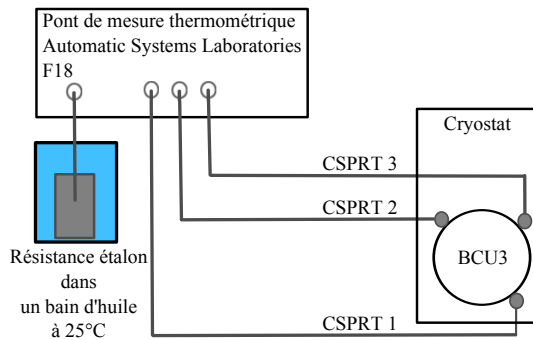 Pont de mesure thermométrique
Automatic Systems Laboratories
F18
Cryostat
CSPRT 3
CSPRT 2
BCU3
CSPRT 1
Résistance étalon
dans
un bain d'huile
à 25°C